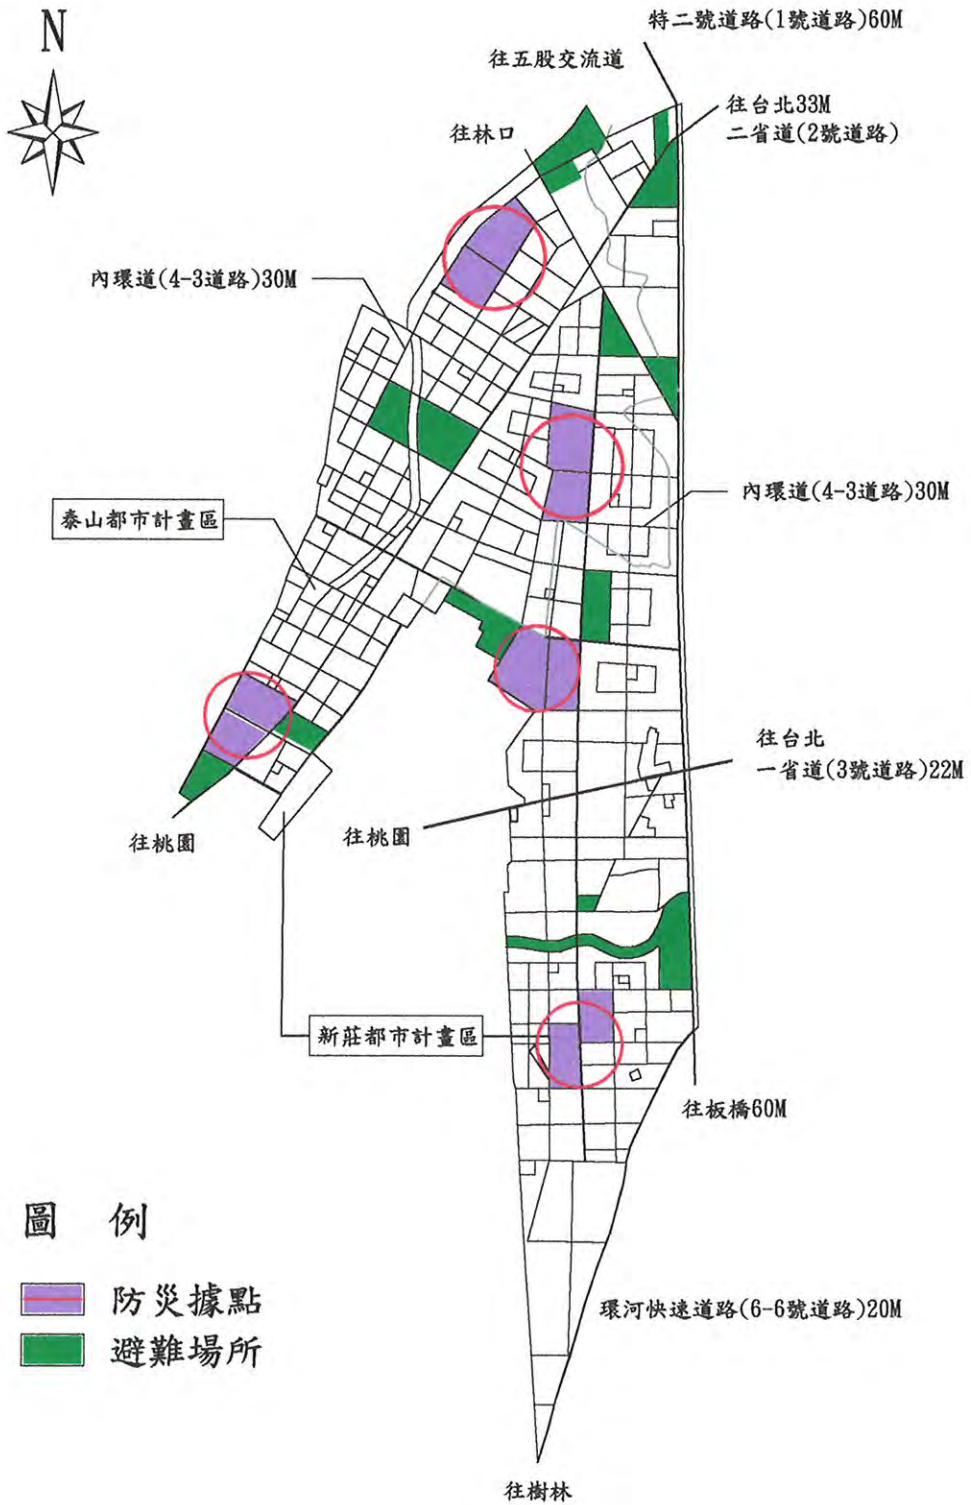 N
特二號道路(1號道路)60M
往五股交流道
往台北33M
二省道(2號道路)
往林口
內環道(4-3道路)30M
內環道(4-3道路)30M
泰山都市計畫區
往台北
一省道(3號道路)22M
往桃園
往桃園
新莊都市計畫區
往板橋60M
圖 例
防災據點
避難場所
環河快速道路(6-6號道路)20M
往樹林